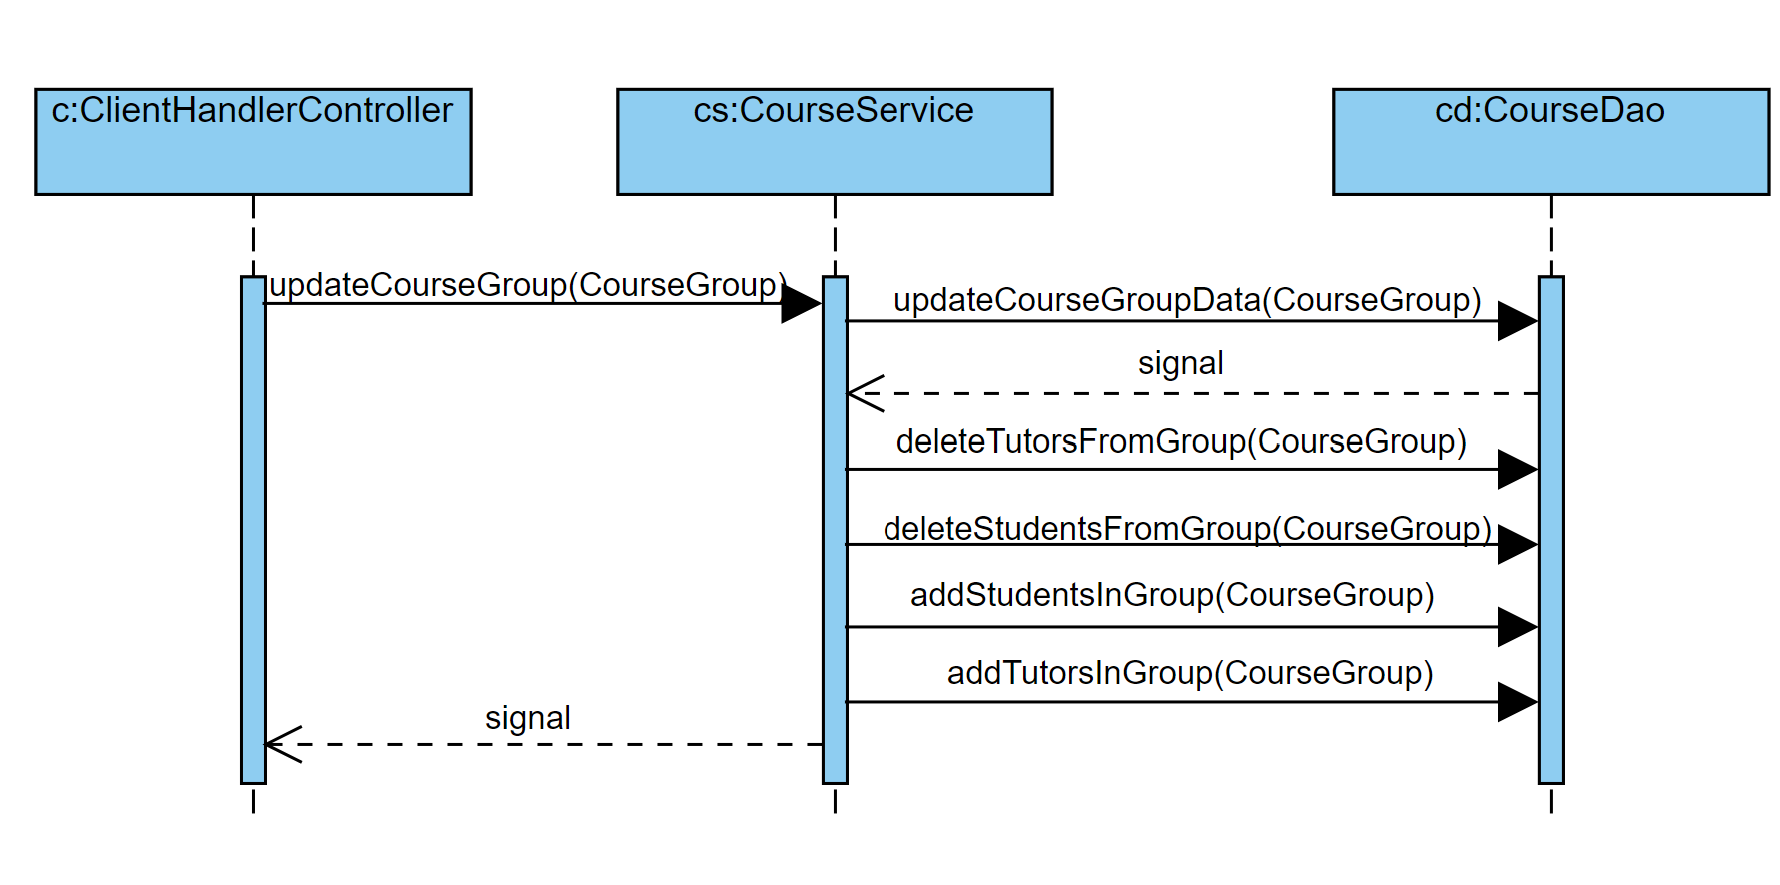 c:ClientHandlerController
cs:CourseService
cd:CourseDao
updateCourseGroup(CourseGroup)
updateCourseGroupData(CourseGroup)
signal
deleteTutorsFromGroup(CourseGroup)
deleteStudentsFromGroup(CourseGroup)
addStudentsInGroup(CourseGroup)
addTutorsInGroup(CourseGroup)
signal